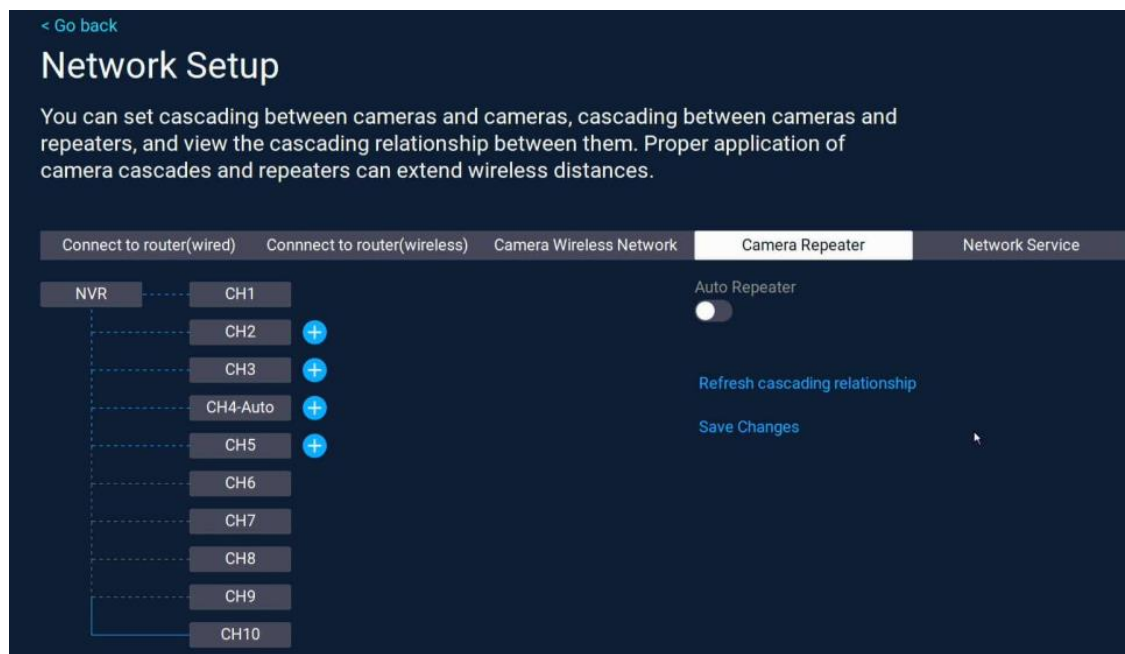 < Go back
Network Setup
You can set cascading between cameras and cameras, cascading between cameras and
repeaters, and view the cascading relationship between them. Proper application of
camera cascades and repeaters can extend wireless distances.
Connect to router(wired) Connnect to router(wireless) Camera Wireless Network Camera Repeater Network Service
NVR CH1
Auto Repeater
CH2
CH3
Refresh cascading relationship
CH4-Auto
Save Changes
CH5
CH6
CH7
CH8
CH9
CH10